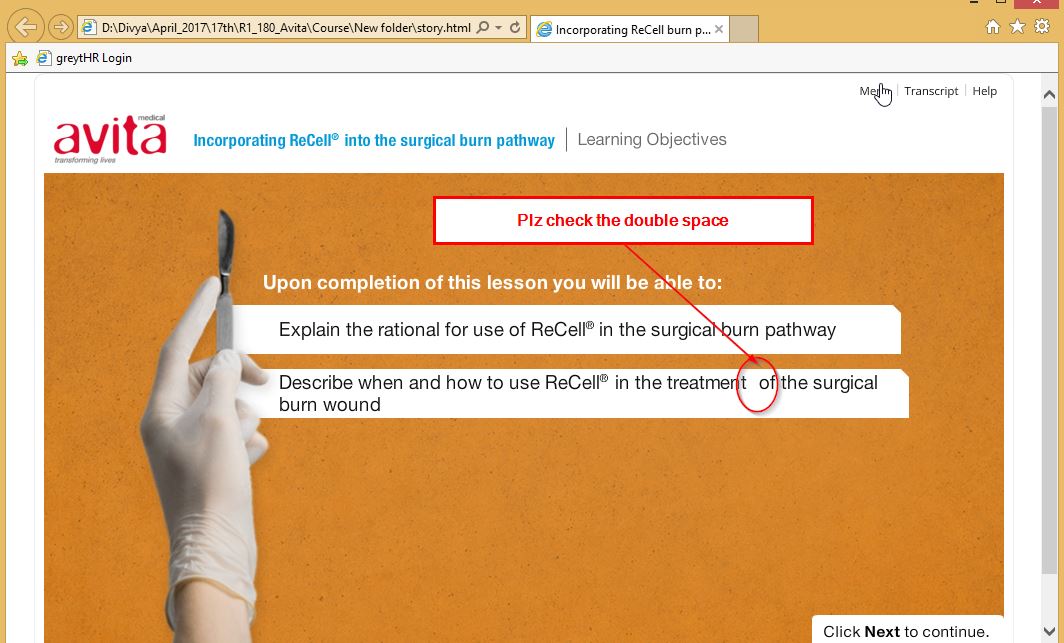 D:\Divya\April_2017\17th\R1_180_Avita\Course\New folder\story.html
Incorporating ReCell burn p...
greytHR Login
Transcript
Help
avita medical
transforming lives
Incorporating ReCell® into the surgical burn pathway
Learning Objectives
Plz check the double space
Upon completion of this lesson you will be able to:
Explain the rational for use of ReCell® in the surgical burn pathway
Describe when and how to use ReCell® in the treatment  of the surgical
burn wound
Click Next to continue.